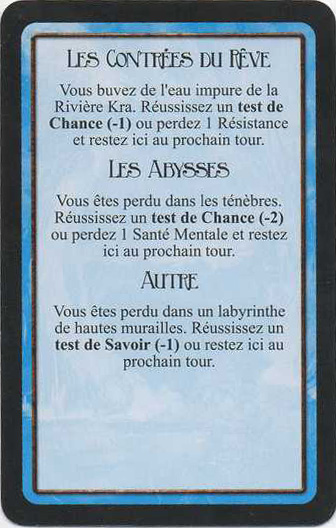 Les Contrées du Rêve
Vous buvez de l'eau impure de la
Rivière Kra. Réussissez un test de
Chance (-1) ou perdez 1 Résistance
et restez ici au prochain tour.
Les Abysses
Vous êtes perdu dans les ténèbres.
Réussissez un test de Chance (-2)
ou perdez 1 Santé Mentale et restez
ici au prochain tour.
Autre
Vous êtes perdu dans un labyrinthe
de hautes murailles. Réussissez un
test de Savoir (-1) ou restez ici au
prochain tour.